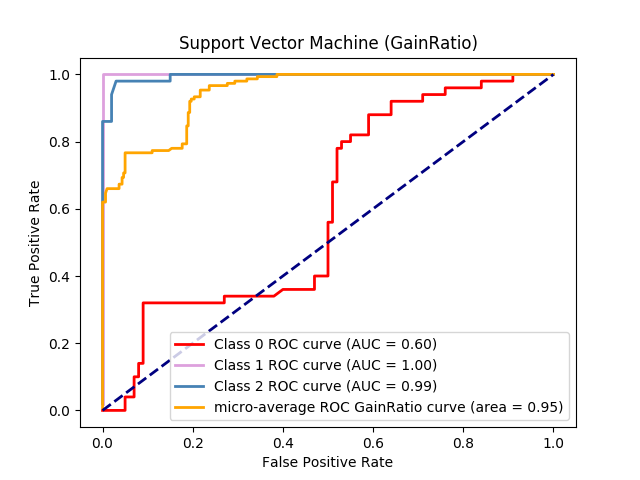 Support Vector Machine (GainRatio)
1.0
0.8
0.6
0.4
0.2
0.0
True Positive Rate
Class 0 ROC curve (AUC = 0.60)
Class 1 ROC curve (AUC = 1.00)
Class 2 ROC curve (AUC = 0.99)
micro-average ROC GainRatio curve (area = 0.95)
0.0 0.2 0.4 0.6 0.8 1.0
False Positive Rate